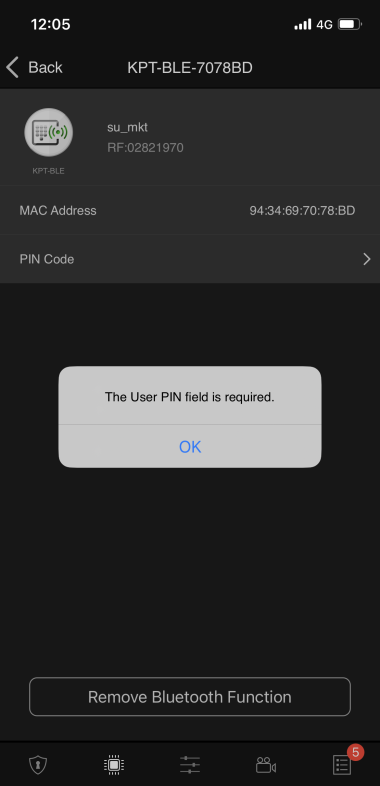 12:05
4G
Back
KPT-BLE-7078BD
su_mkt
RF:02821970
KPT-BLE
MAC Address
94:34:69:70:78:BD
PIN Code
The User PIN field is required.
OK
Remove Bluetooth Function
5